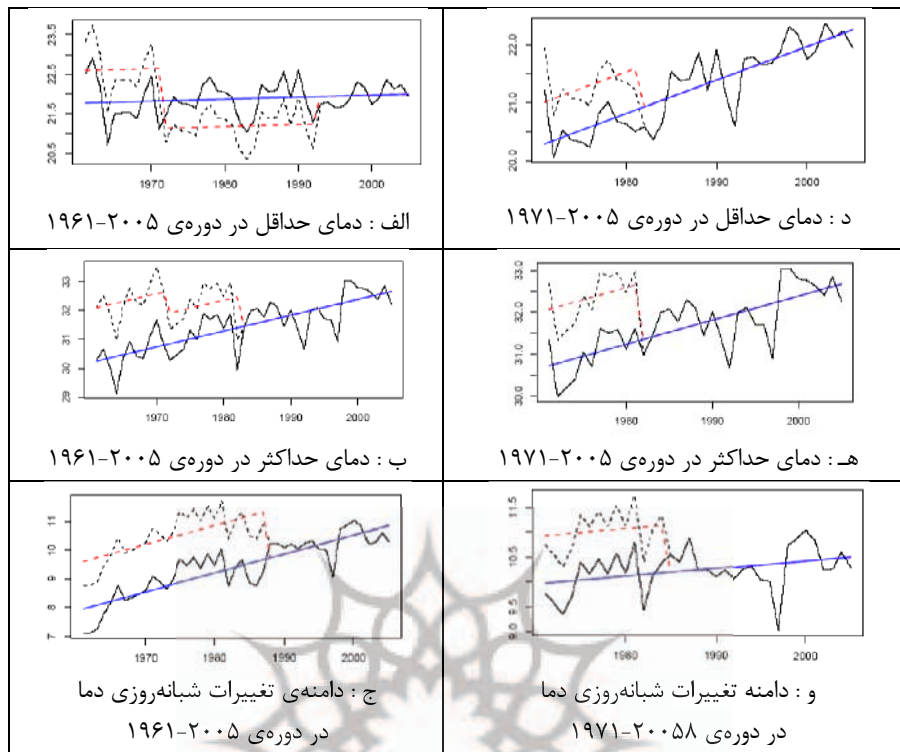 23.5
22.5
21.5
20.5
1970 1980 1990 2000
الف : دمای حداقل در دوره‌ی ۲۰۰۵-۱۹۶۱
22.0
21.0
20.0
1980 1990 2000
د : دمای حداقل در دوره‌ی ۲۰۰۵-۱۹۷۱
33
32
31
30
29
1970 1980 1990 2000
ب : دمای حداکثر در دوره‌ی ۲۰۰۵-۱۹۶۱
33.0
32.0
31.0
30.0
1980 1990 2000
هـ : دمای حداکثر در دوره‌ی ۲۰۰۵-۱۹۷۱
11
10
9
8
7
1970 1980 1990 2000
ج : دامنه‌ی تغییرات شبانه‌روزی دما
در دوره‌ی ۲۰۰۵-۱۹۶۱
11.5
10.5
9.5
9.0
1980 1990 2000
و : دامنه تغییرات شبانه‌روزی دما
در دوره‌ی ۲۰۰۵۸-۱۹۷۱